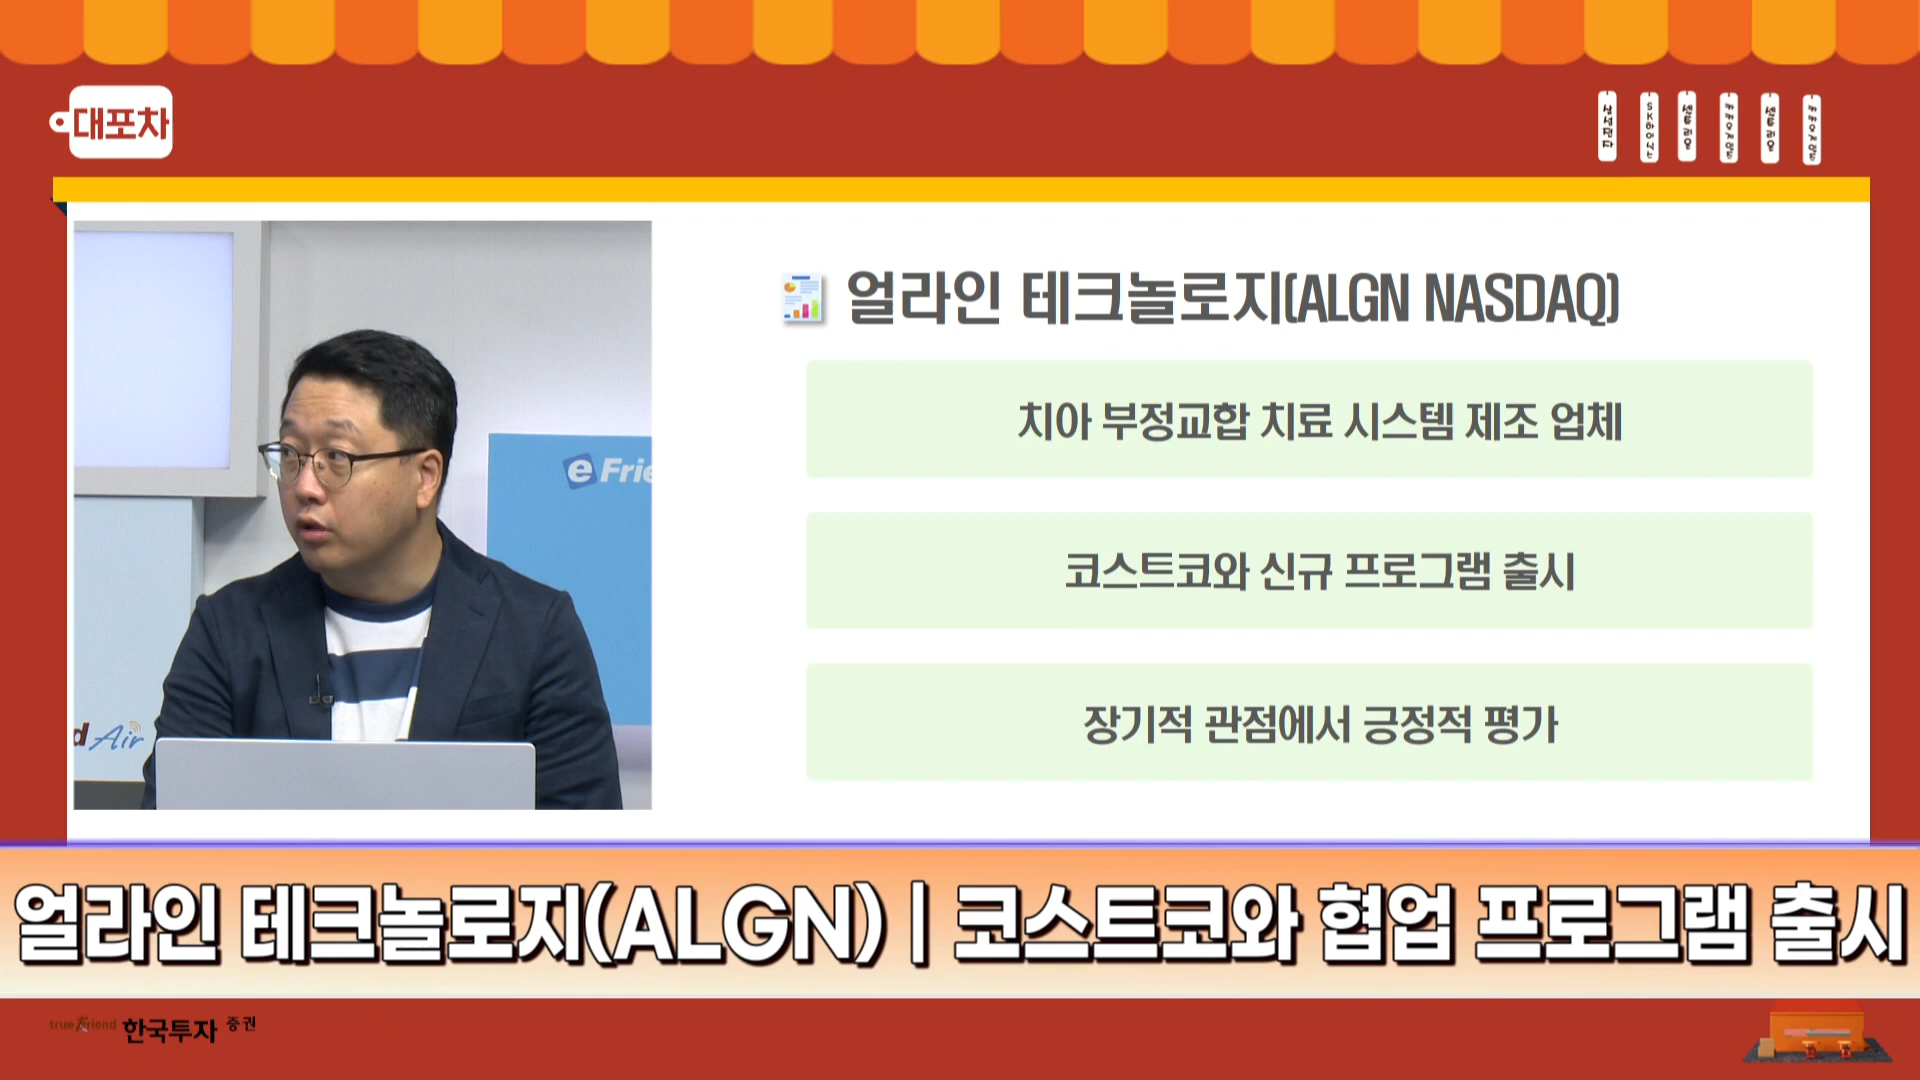 대포차
얼라인 테크놀로지(ALGN NASDAQ)
치아 부정교합 치료 시스템 제조 업체
코스트코와 신규 프로그램 출시
장기적 관점에서 긍정적 평가
e Frie
d Air
얼라인 테크놀로지(ALGN) | 코스트코와 협업 프로그램 출시
true Friend 한국투자 증권